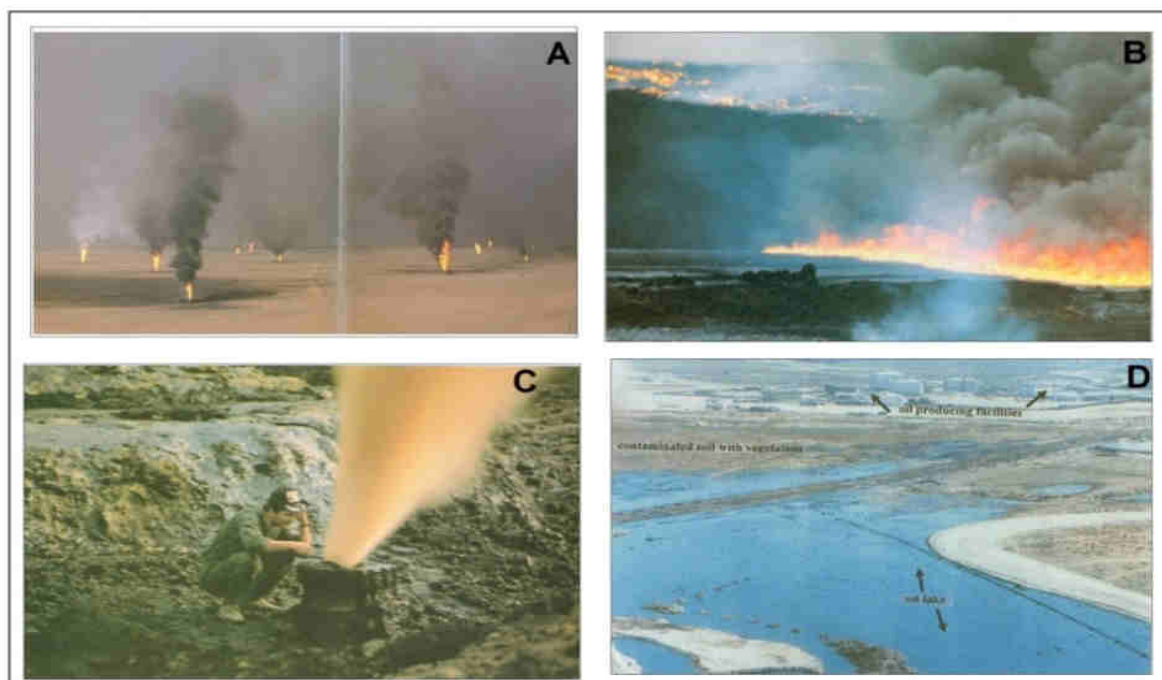 A
B
C
D
oil producing facilities
contaminated soil with vegetation
oil lake